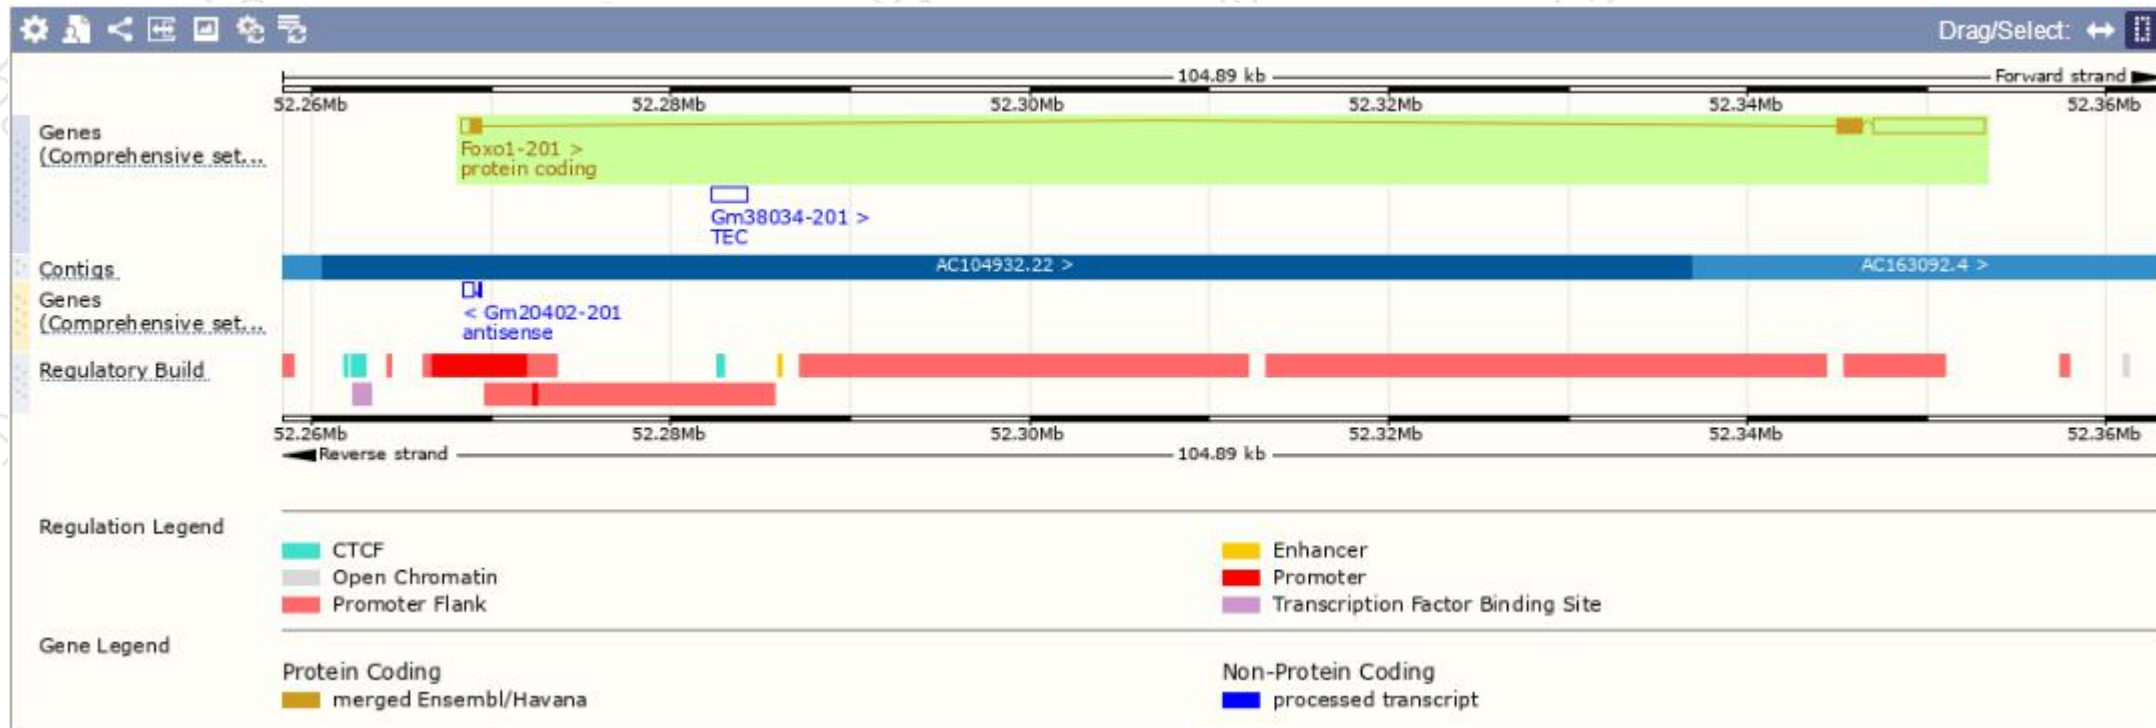 Drag/Select:
104.89 kb Forward strand
52.26Mb 52.28Mb 52.30Mb 52.32Mb 52.34Mb 52.36Mb
Genes
(Comprehensive set...
Foxo1-201 >
protein coding
Gm38034-201 >
TEC
Contigs AC104932.22 > AC163092.4 >
Genes
(Comprehensive set...
< Gm20402-201
antisense
Regulatory Build
52.26Mb 52.28Mb 52.30Mb 52.32Mb 52.34Mb 52.36Mb
Reverse strand 104.89 kb
Regulation Legend
CTCF Enhancer
Open Chromatin Promoter
Promoter Flank Transcription Factor Binding Site
Gene Legend
Protein Coding Non-Protein Coding
merged Ensembl/Havana processed transcript